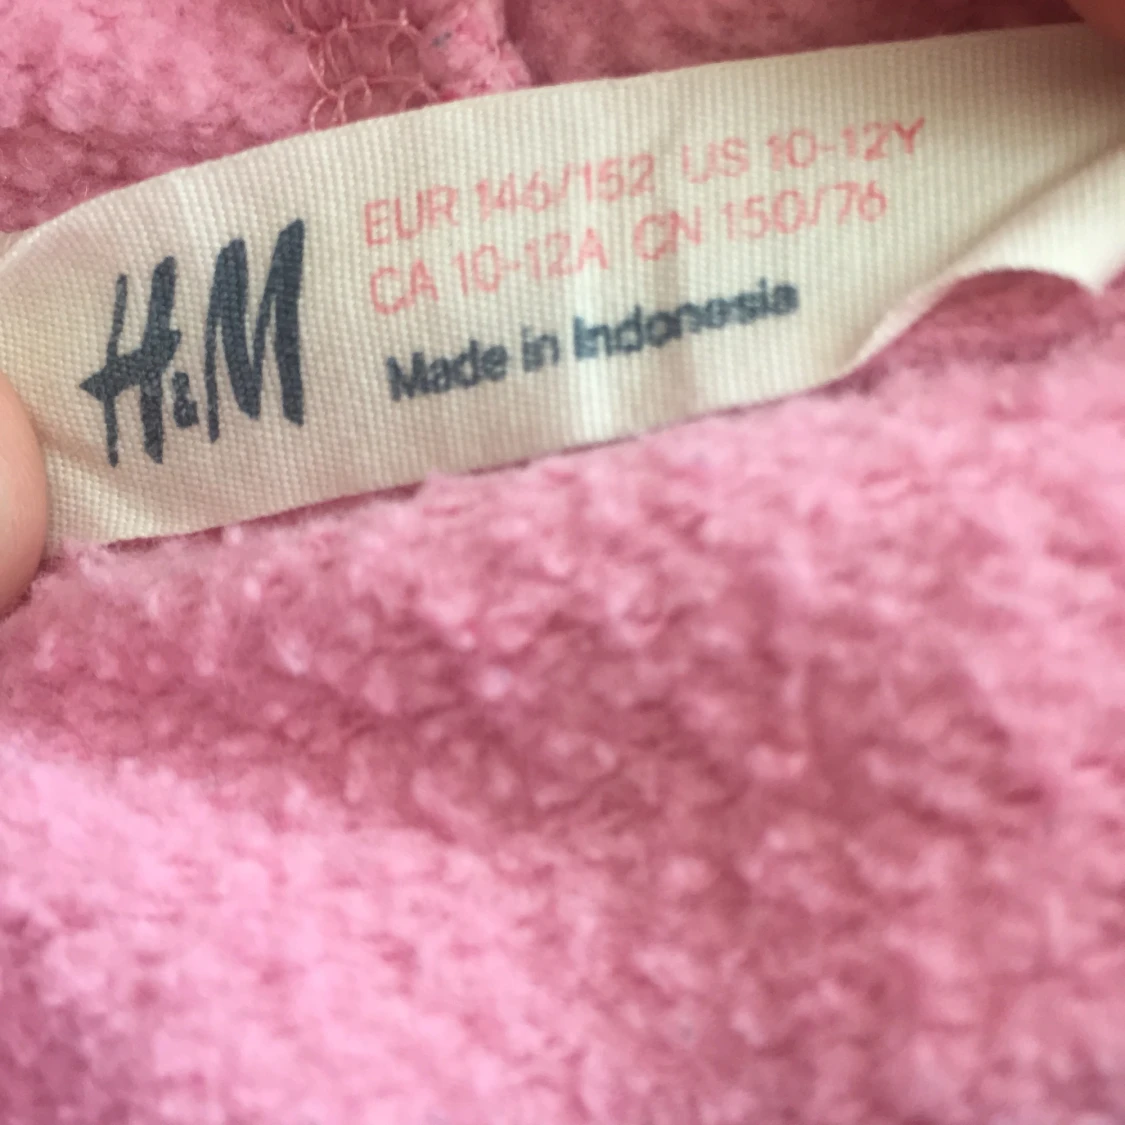 H&M
EUR 146/152 US 10-12Y
CA 10-12A CN 150/76
Made in Indonesia